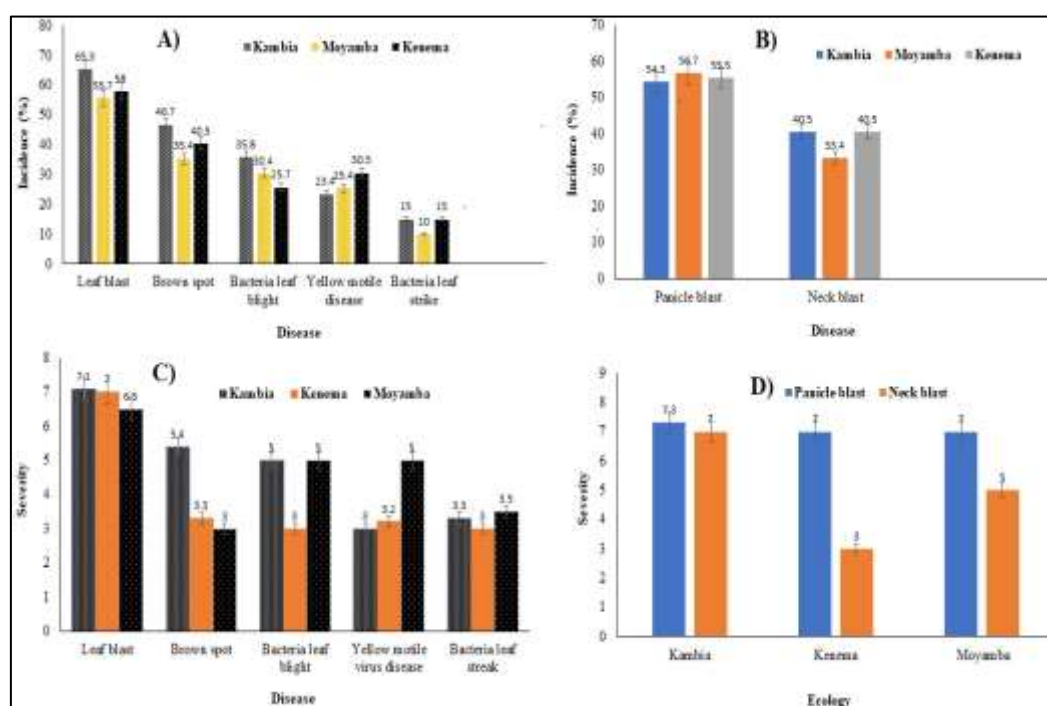 A)
Kambia Moyamba Kenema
Incidence (%)
80
70
60
50
40
30
20
10
0
65,3 55,7 58
46,7 35,4 40,5
35,8 30,4 25,7
23,4 25,4 30,5
15 10 15
Leaf blast Brown spot Bacteria leaf Yellow motile Bacteria leaf
blight disease strike
Disease
B)
Kambia Moyamba Kenema
Incidence (%)
70
60
50
40
30
20
10
0
54,3 56,7 55,5
40,5 33,4 40,5
Panicle blast Neck blast
Disease
C)
Kambia Kenema Moyamba
Severity
8
7
6
5
4
3
2
1
0
7,1 7 6,5
5,4 3,3 3
5 3 5
3 3,2 5
3,3 3 3,5
Leaf blast Brown spot Bacteria leaf Yellow motile Bacteria leaf
blight virus disease streak
Disease
D)
Panicle blast Neck blast
Severity
9
8
7
6
5
4
3
2
1
0
7,3 7
7 3
7 5
Kambia Kenema Moyamba
Ecology